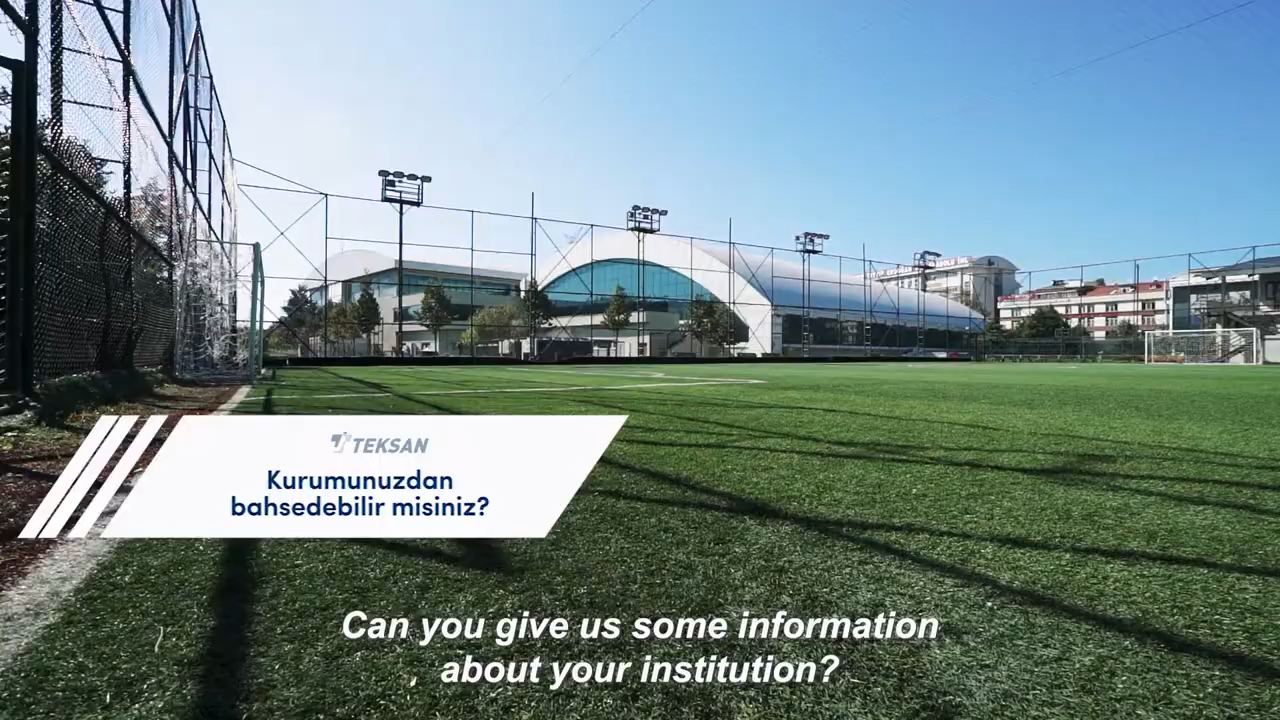 TEKSAN
Kurumunuzdan
bahsedebilir misiniz?
Can you give us some information
about your institution?